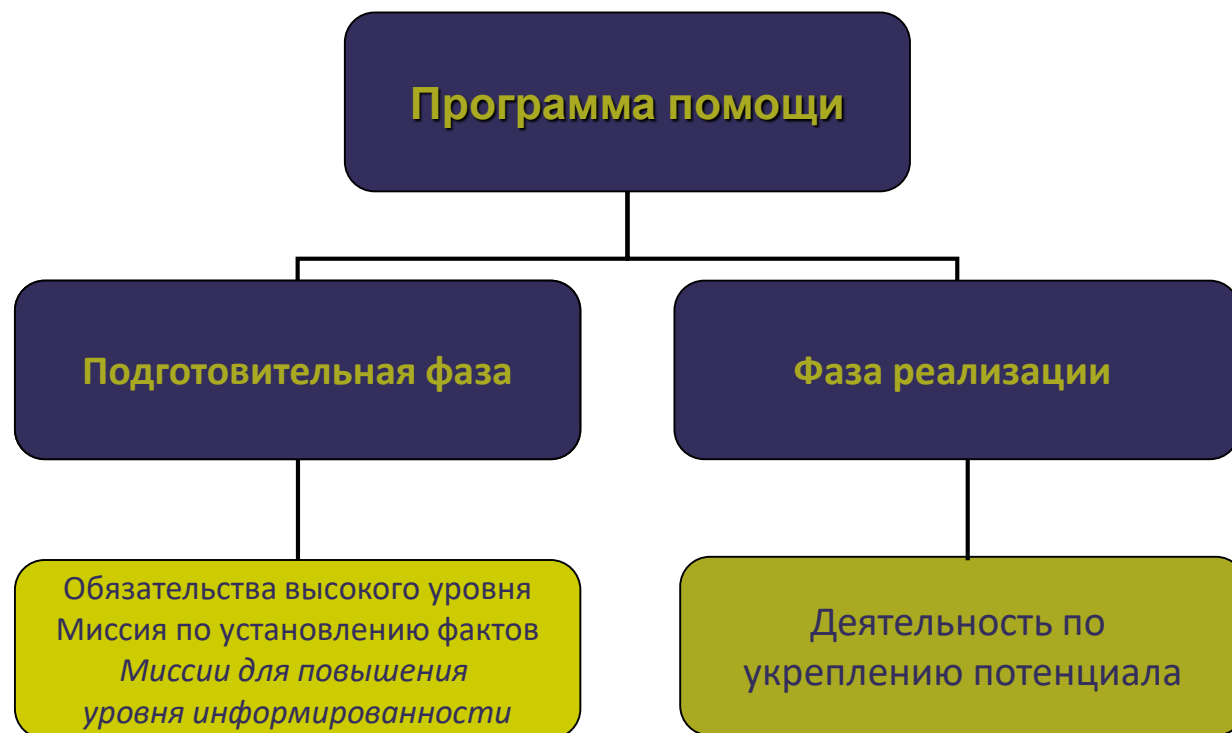 Программа помощи
Подготовительная фаза
Фаза реализации
Обязательства высокого уровня
Миссия по установлению фактов
Миссии для повышения
уровня информированности
Деятельность по
укреплению потенциала